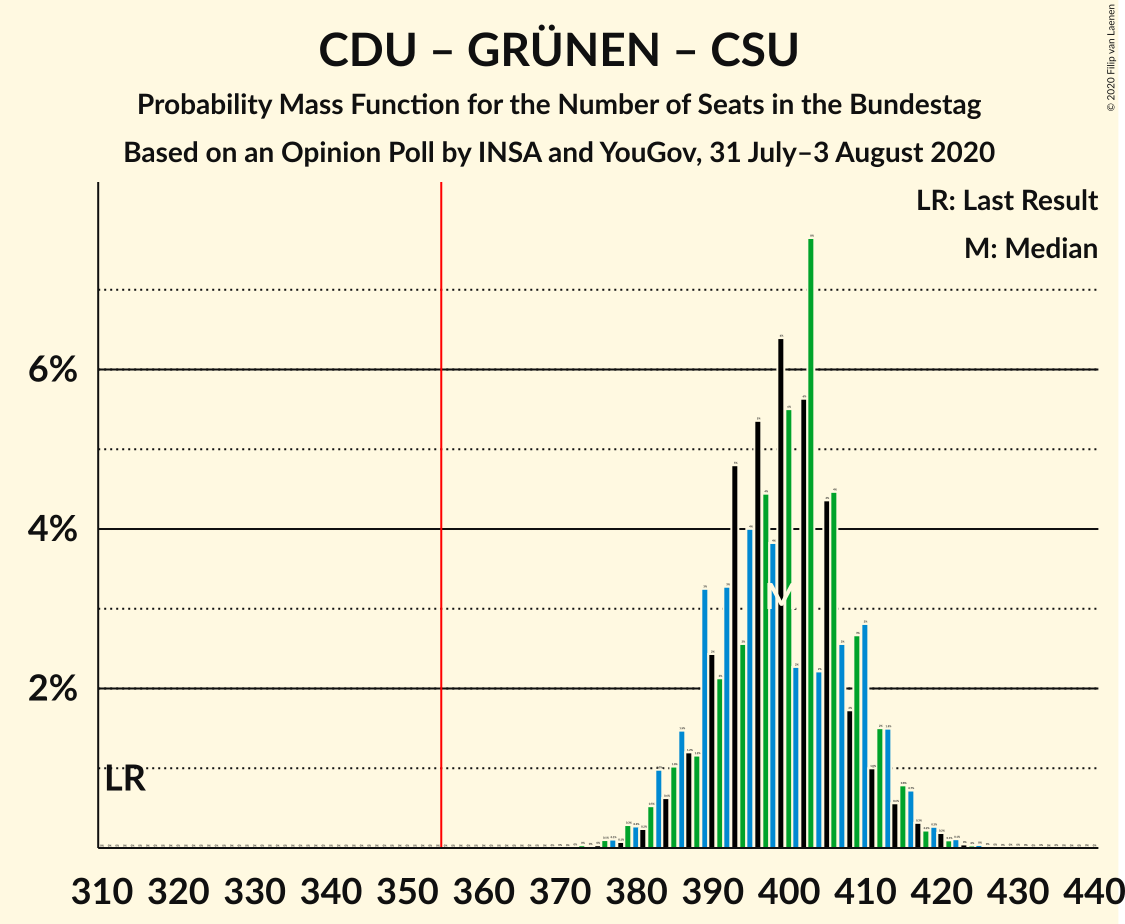 CDU – GRÜNEN – CSU
Probability Mass Function for the Number of Seats in the Bundestag
Based on an Opinion Poll by INSA and YouGov, 31 July–3 August 2020
© 2020 Filip van Laenen
LR: Last Result
M: Median
6%
4%
2%
LR
M
310 320 330 340 350 360 370 380 390 400 410 420 430 440